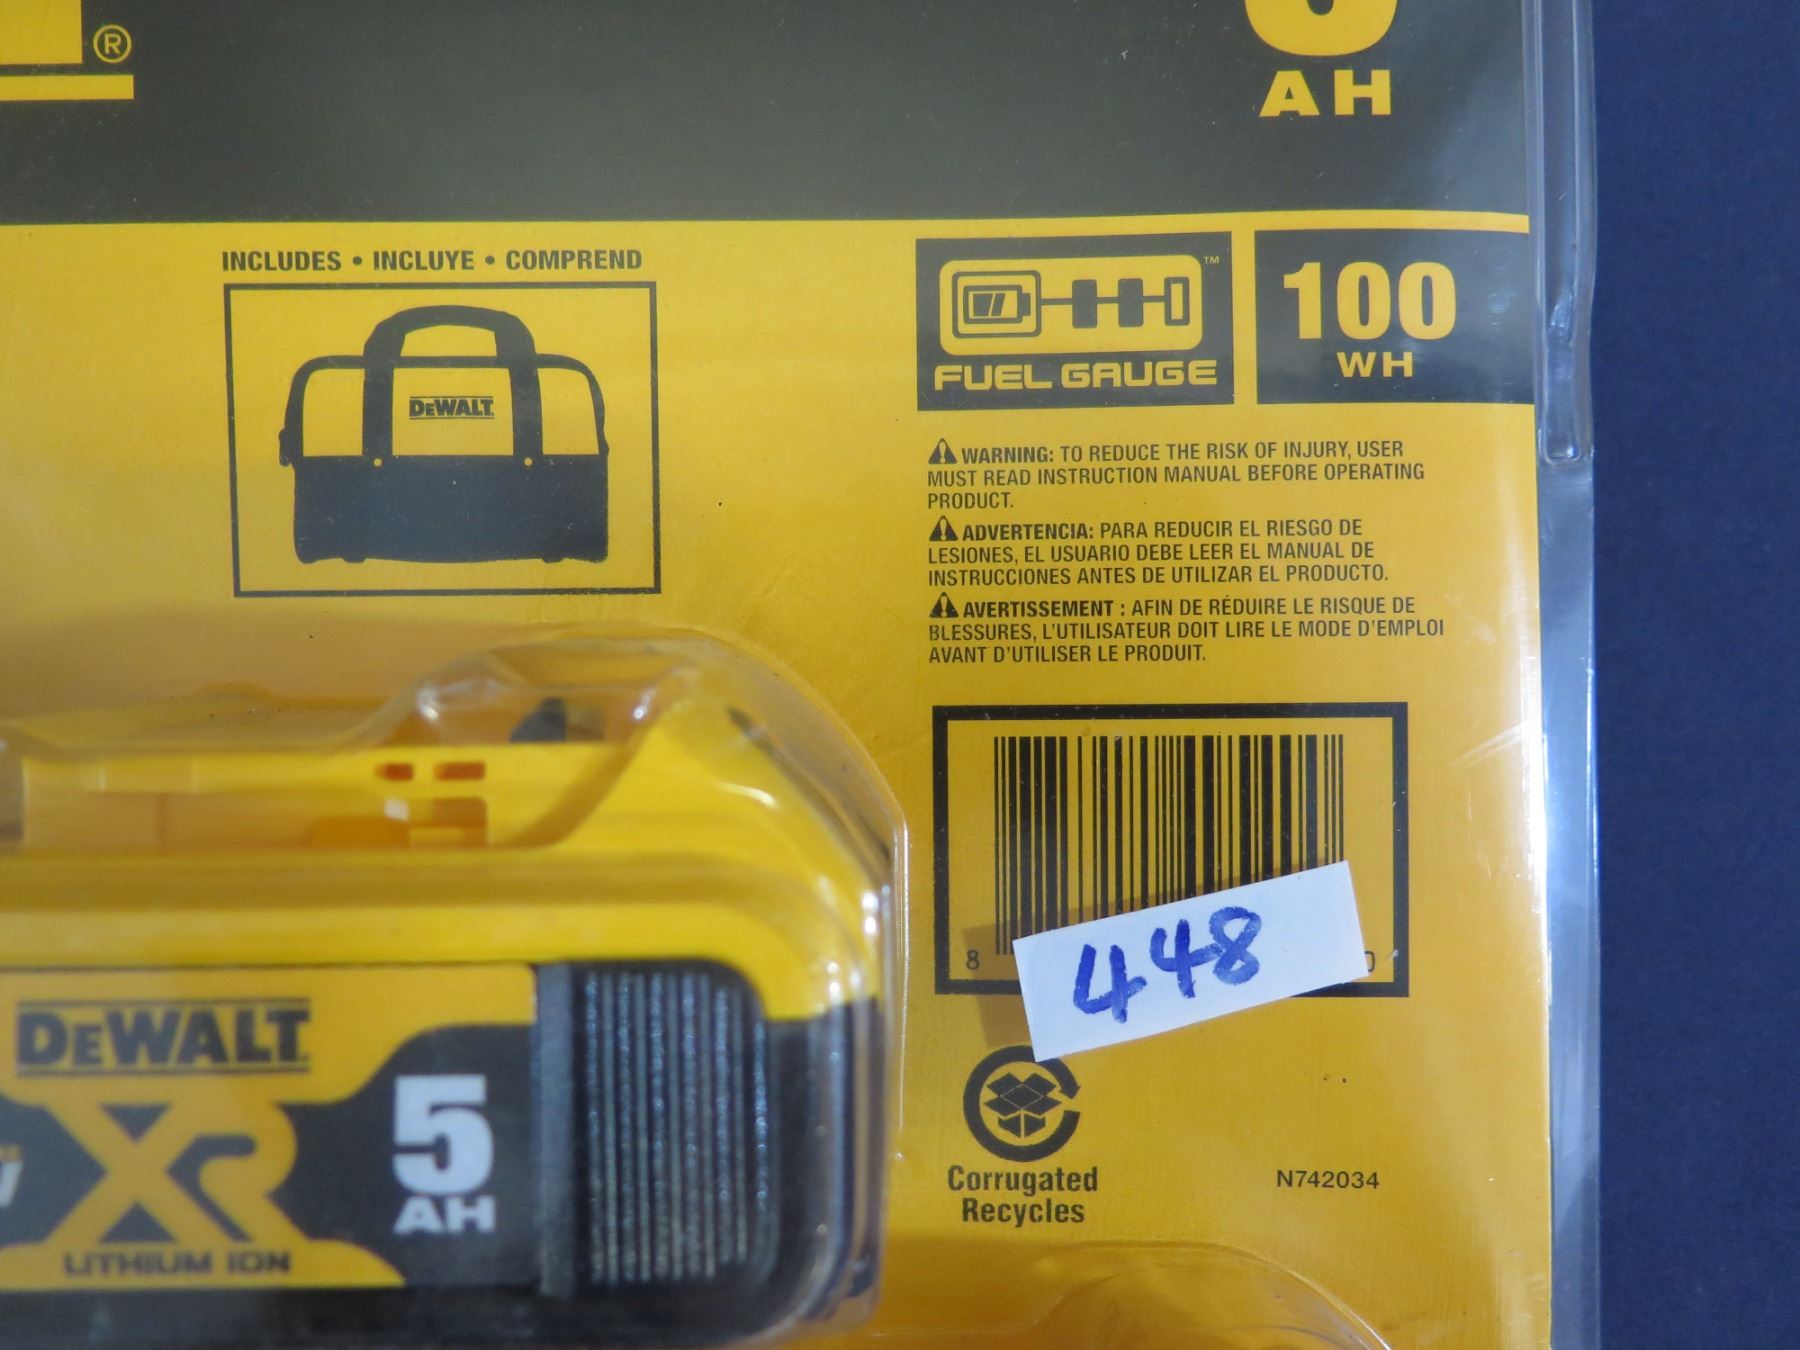 ®
AH
INCLUDES • INCLUYE • COMPREND
DEWALT
™
FUEL GAUGE
100
WH
WARNING: TO REDUCE THE RISK OF INJURY, USER
MUST READ INSTRUCTION MANUAL BEFORE OPERATING
PRODUCT.
ADVERTENCIA: PARA REDUCIR EL RIESGO DE
LESIONES, EL USUARIO DEBE LEER EL MANUAL DE
INSTRUCCIONES ANTES DE UTILIZAR EL PRODUCTO.
AVERTISSEMENT : AFIN DE RÉDUIRE LE RISQUE DE
BLESSURES, L'UTILISATEUR DOIT LIRE LE MODE D'EMPLOI
AVANT D'UTILISER LE PRODUIT.
8
448
0
DEWALT
XR
LITHIUM ION
5
AH
Corrugated
Recycles
N742034